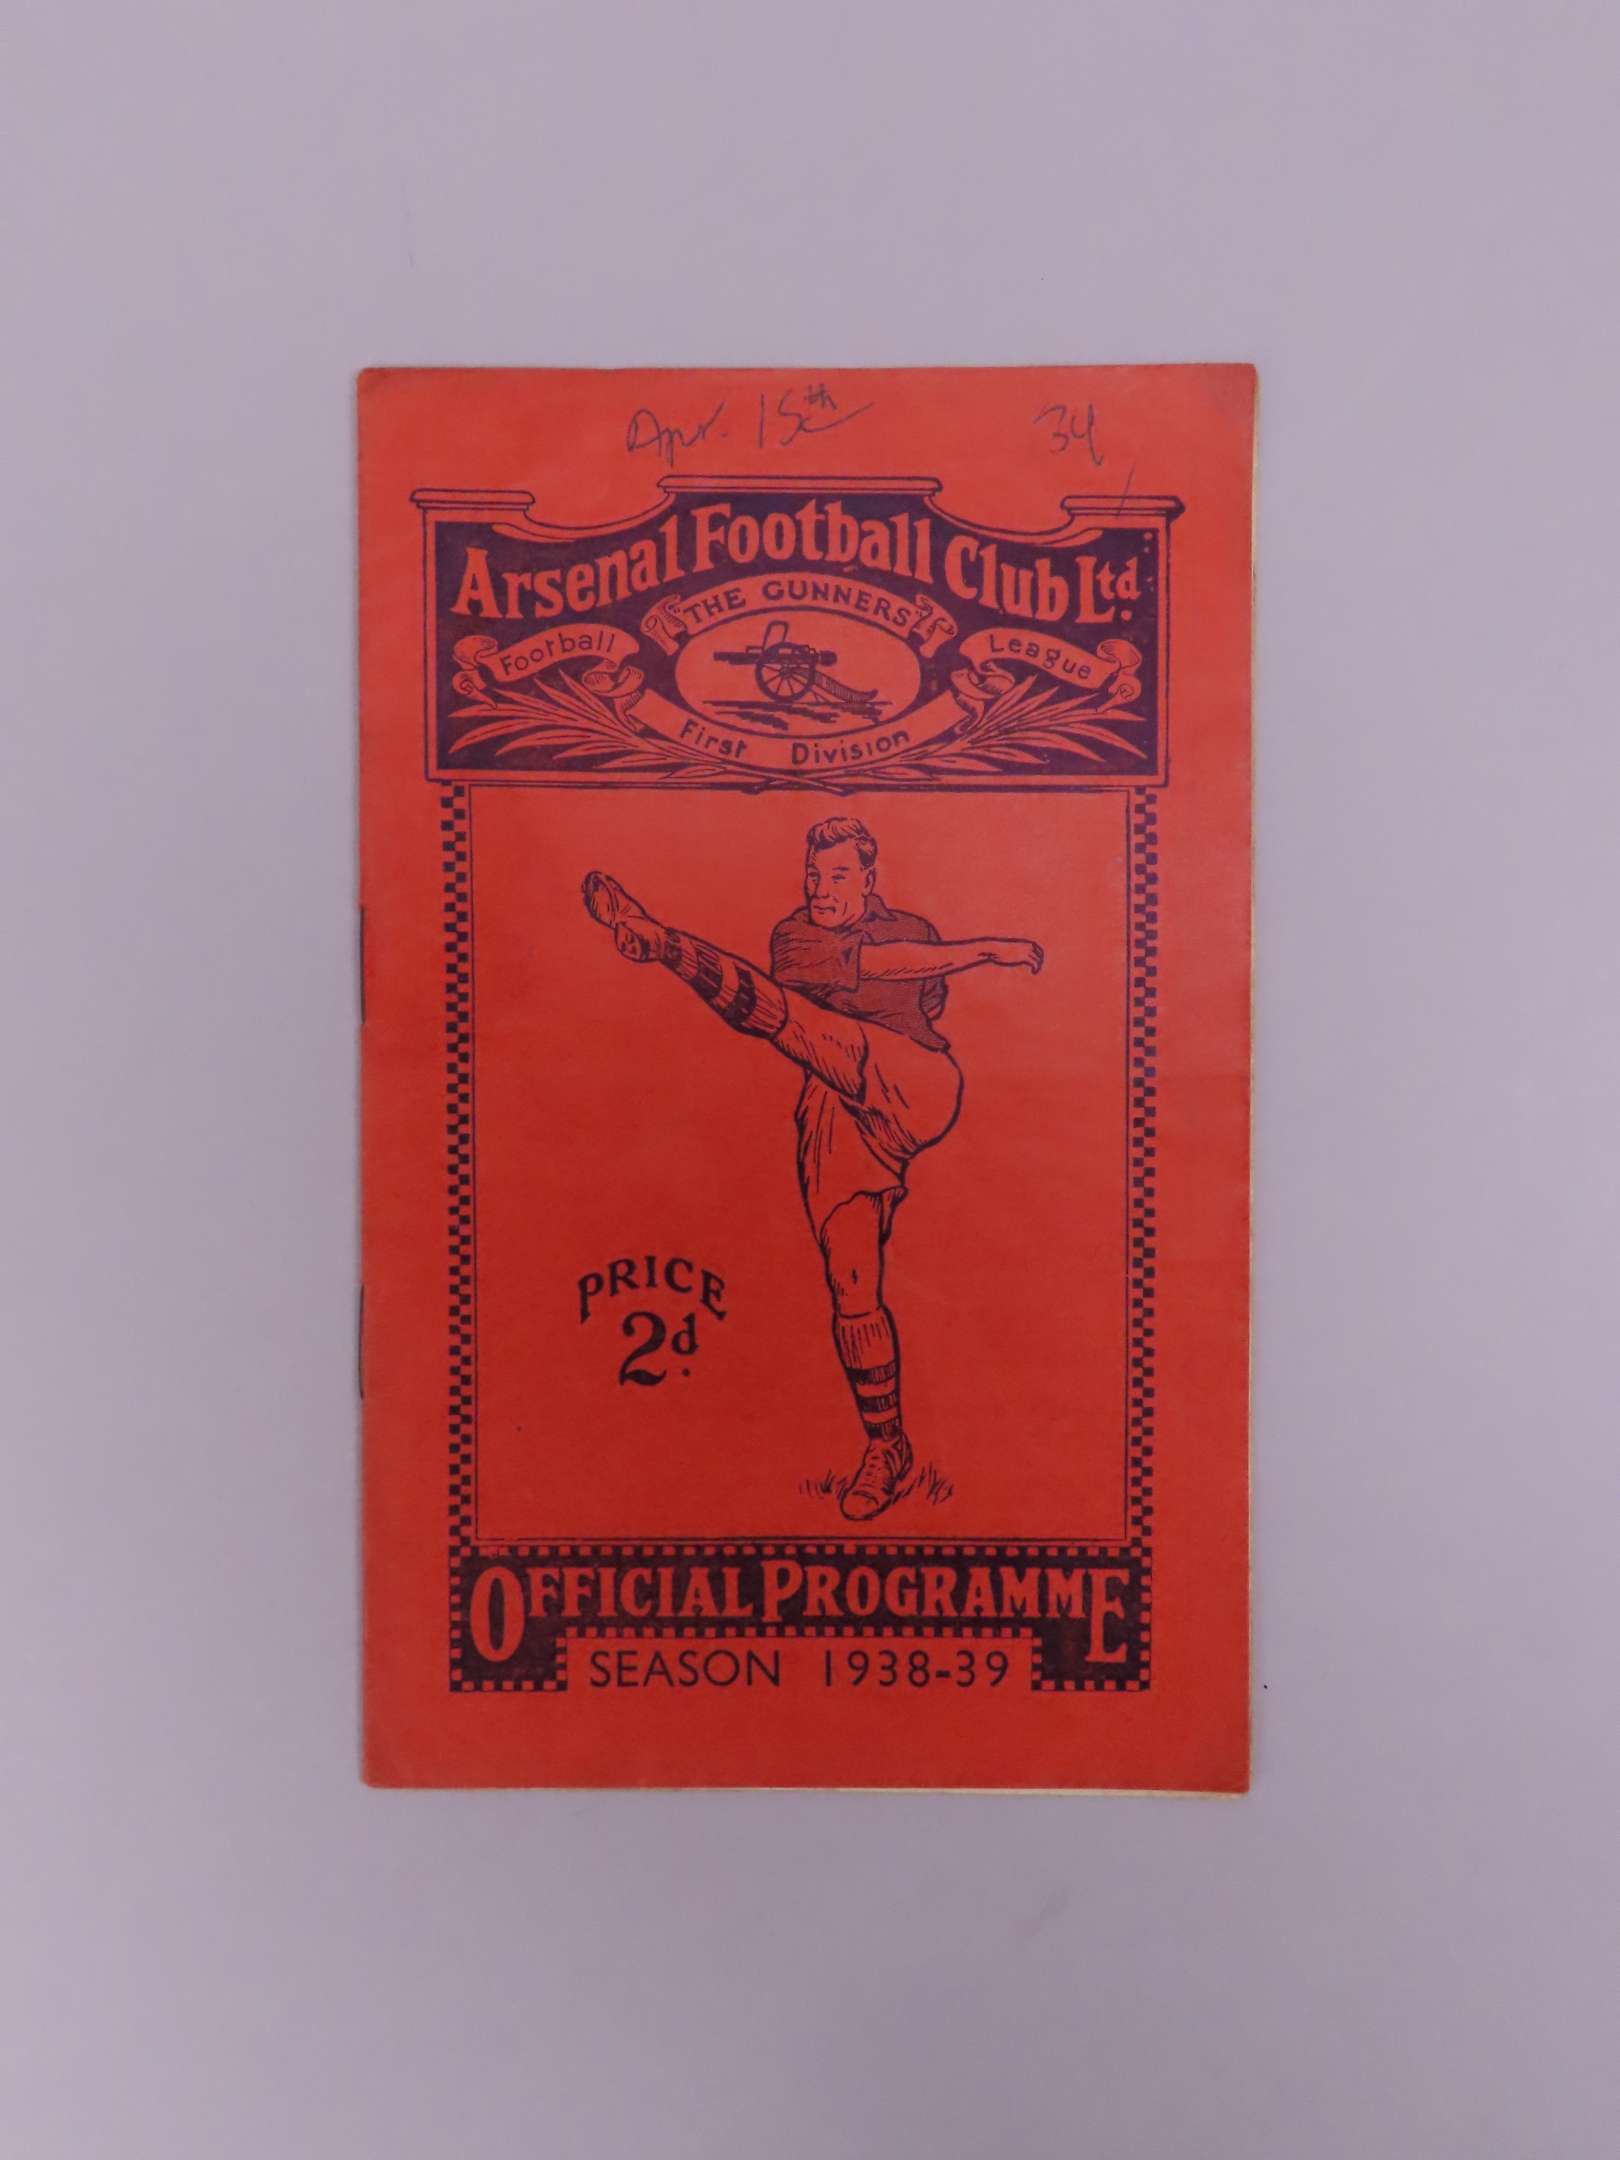 Apr. 15th 34
Arsenal Football Club Ltd.
"THE GUNNERS"
Football League
First Division
PRICE
2d.
OFFICIAL PROGRAMME
SEASON 1938-39